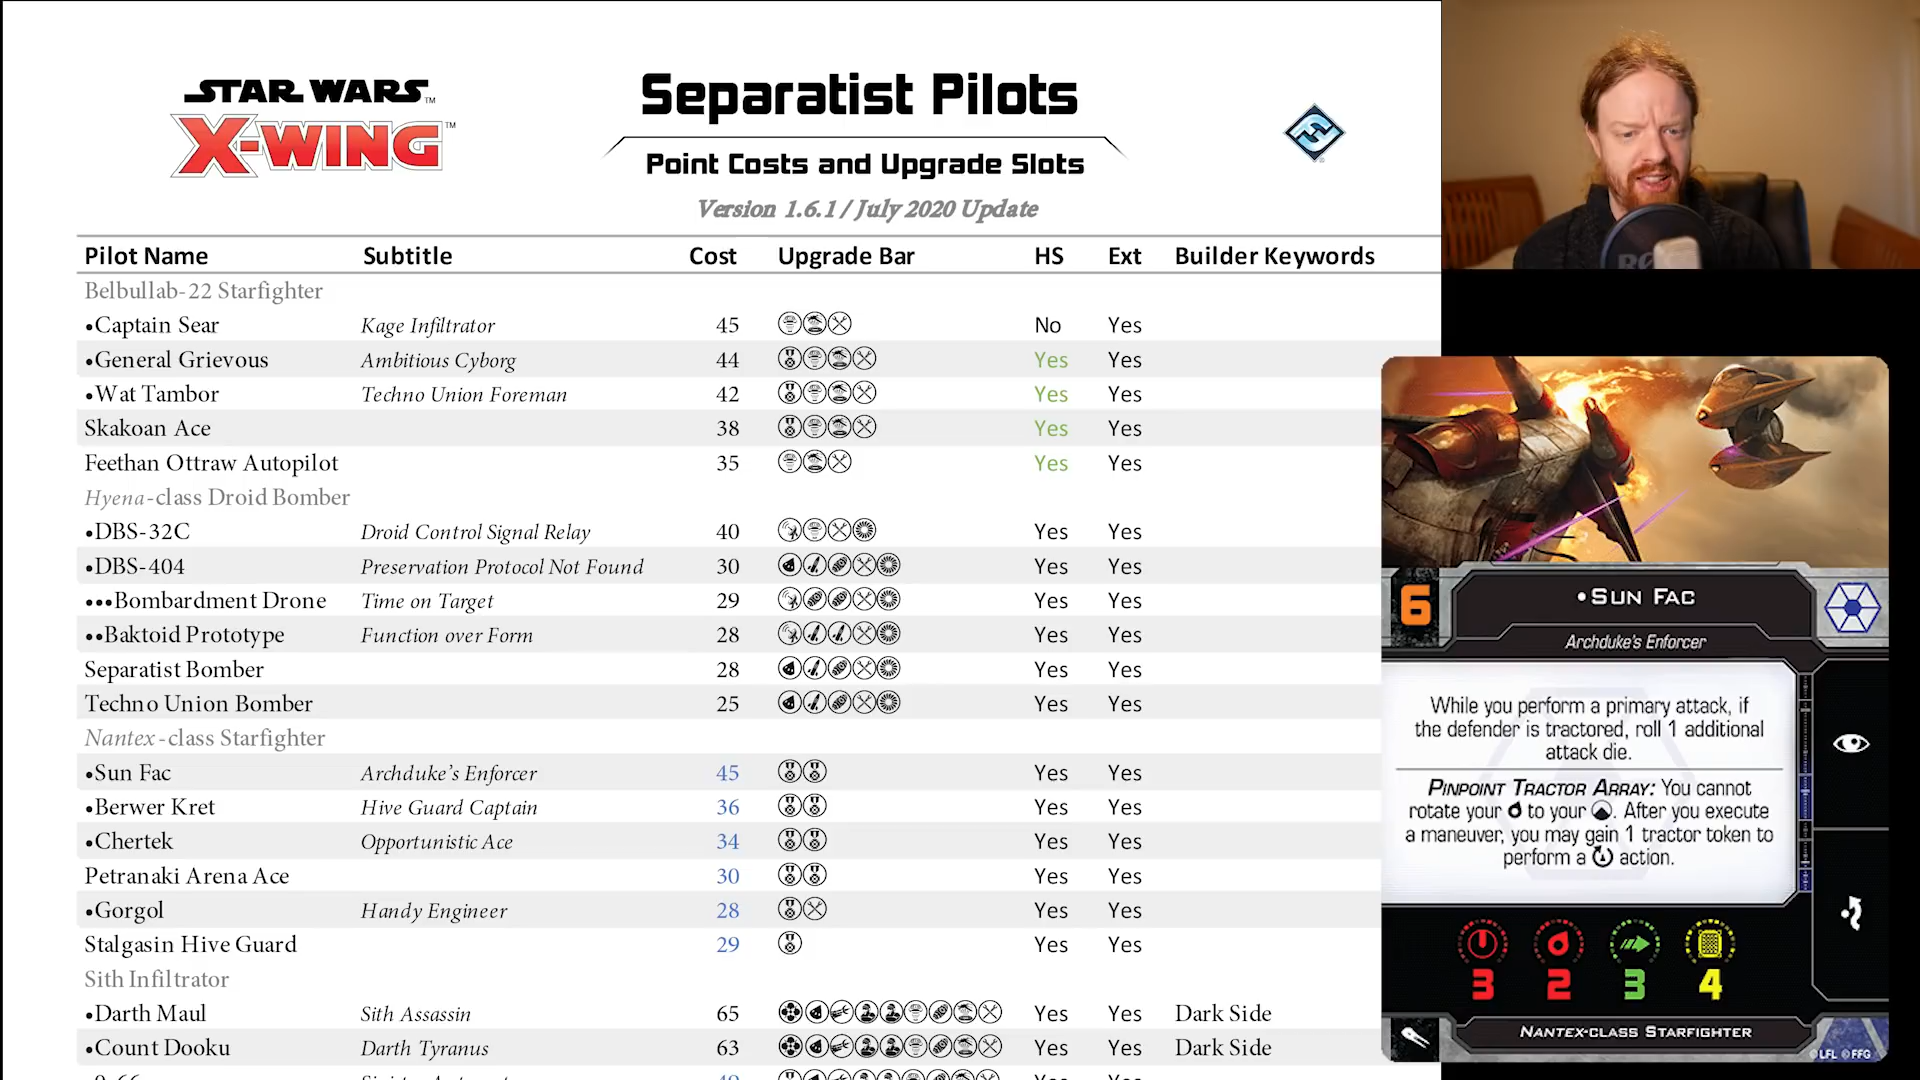 STAR WARS™
X-WING™
Separatist Pilots
Point Costs and Upgrade Slots
Version 1.6.1 / July 2020 Update
Pilot Name Subtitle Cost Upgrade Bar HS Ext Builder Keywords
Belbullab-22 Starfighter
•Captain Sear Kage Infiltrator 45 No Yes
•General Grievous Ambitious Cyborg 44 Yes Yes
•Wat Tambor Techno Union Foreman 42 Yes Yes
Skakoan Ace 38 Yes Yes
Feethan Ottraw Autopilot 35 Yes Yes
Hyena-class Droid Bomber
•DBS-32C Droid Control Signal Relay 40 Yes Yes
•DBS-404 Preservation Protocol Not Found 30 Yes Yes
•••Bombardment Drone Time on Target 29 Yes Yes
••Baktoid Prototype Function over Form 28 Yes Yes
Separatist Bomber 28 Yes Yes
Techno Union Bomber 25 Yes Yes
Nantex-class Starfighter
•Sun Fac Archduke's Enforcer 45 Yes Yes
•Berwer Kret Hive Guard Captain 36 Yes Yes
•Chertek Opportunistic Ace 34 Yes Yes
Petranaki Arena Ace 30 Yes Yes
•Gorgol Handy Engineer 28 Yes Yes
Stalgasin Hive Guard 29 Yes Yes
Sith Infiltrator
•Darth Maul Sith Assassin 65 Yes Yes Dark Side
•Count Dooku Darth Tyranus 63 Yes Yes Dark Side
6
•Sun Fac
Archduke's Enforcer
While you perform a primary attack, if
the defender is tractored, roll 1 additional
attack die.
Pinpoint Tractor Array: You cannot
rotate your to your . After you execute
a maneuver, you may gain 1 tractor token to
perform a action.
3 2 3 4
Nantex-class Starfighter
©LFL ©FFG